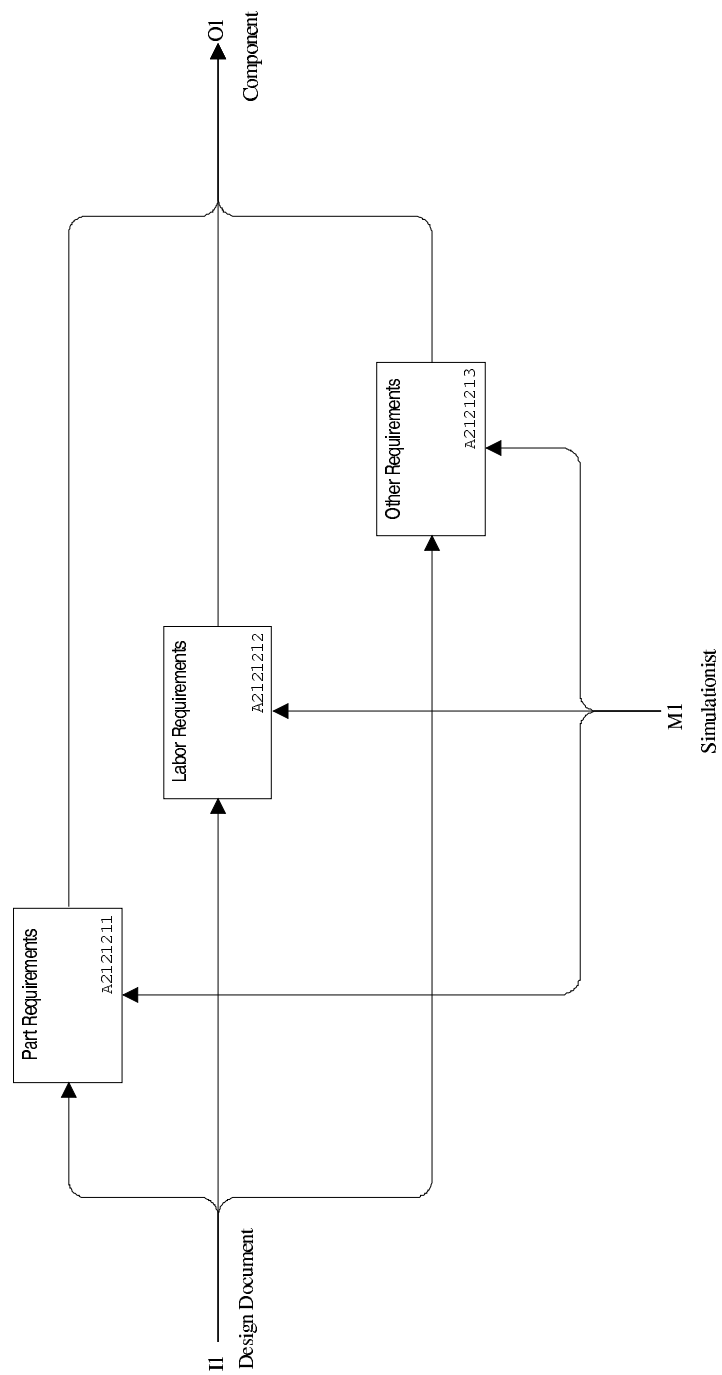 I1
Design Document
Part Requirements
A2121211
Labor Requirements
A2121212
Other Requirements
A2121213
O1
Component
M1
Simulationist